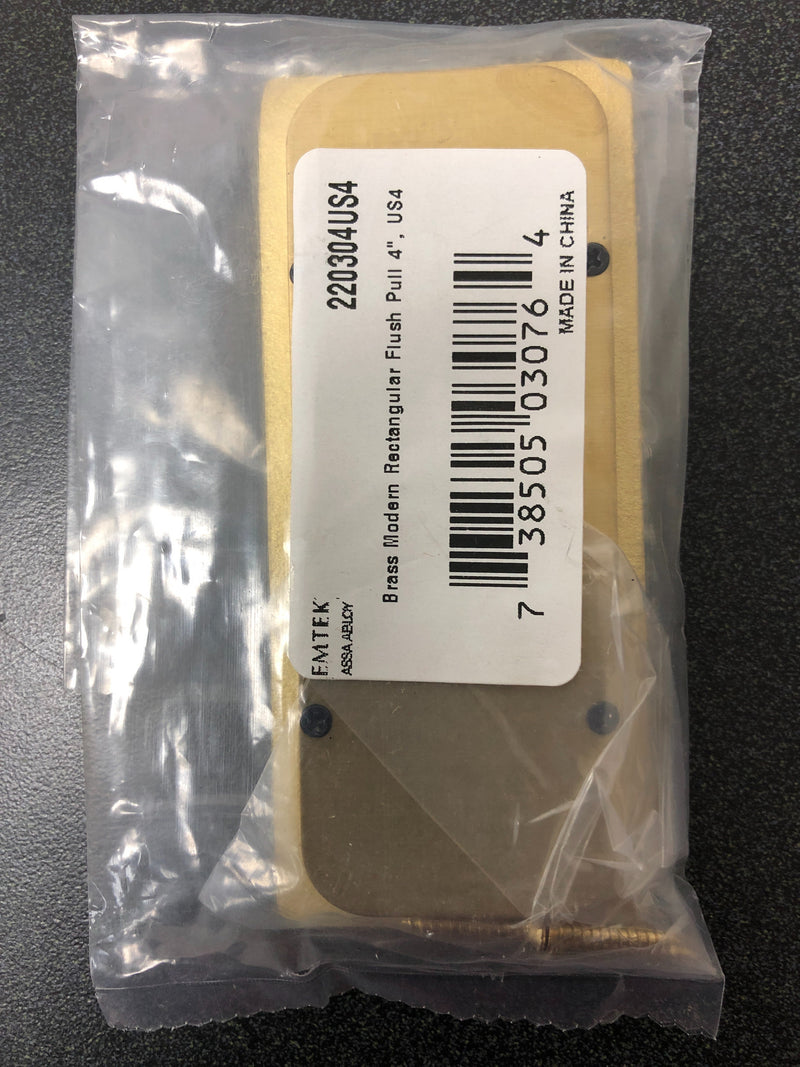 220304US4
Brass Modern Rectangular Flush Pull 4", US4
7 38505 03076 4
MADE IN CHINA
EMTEK
ASSA ABLOY